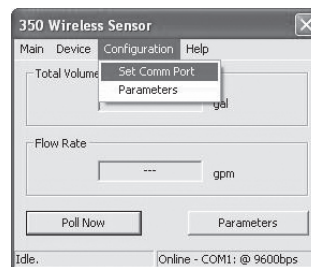 350 Wireless Sensor
Main Device Configuration Help
Set Comm Port
Parameters
Total Volume
gal
Flow Rate
--- gpm
Poll Now Parameters
Idle. Online - COM1: @ 9600bps